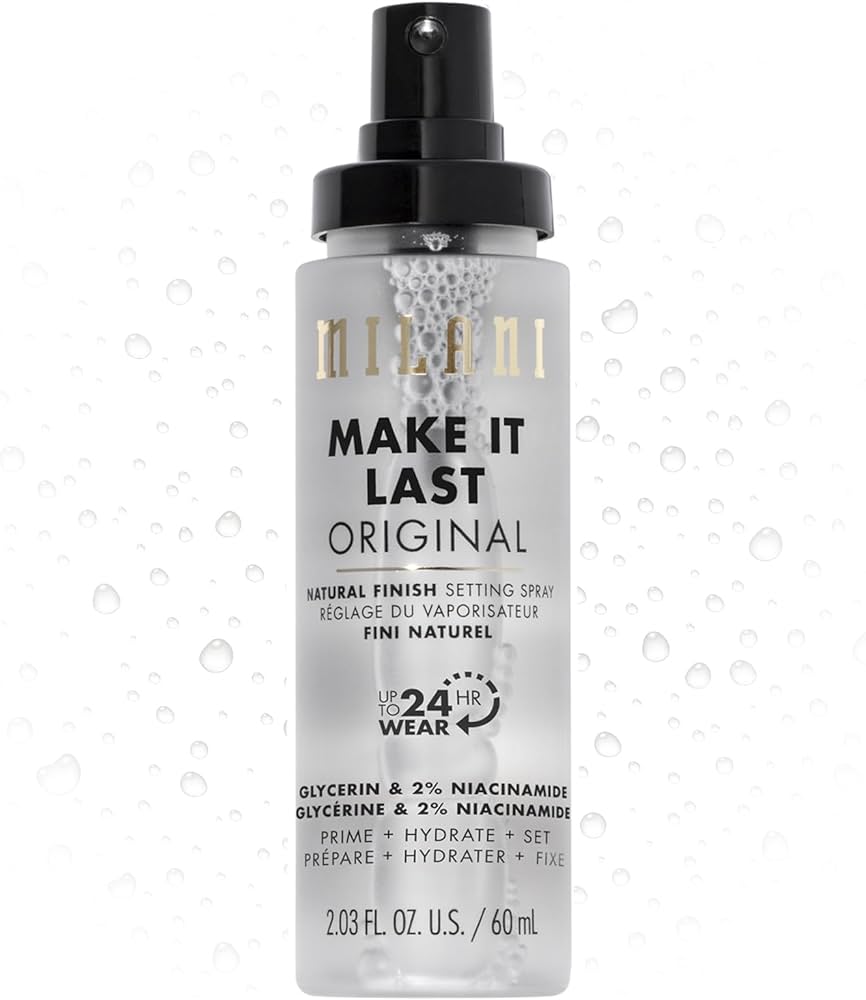 MILANI
MAKE IT
LAST
ORIGINAL
NATURAL FINISH SETTING SPRAY
RÉGLAGE DU VAPORISATEUR
FINI NATUREL
UP TO 24 HR
WEAR
GLYCERIN & 2% NIACINAMIDE
GLYCÉRINE & 2% NIACINAMIDE
PRIME + HYDRATE + SET
PRÉPARE + HYDRATER + FIXE
2.03 FL. OZ. U.S. / 60 mL